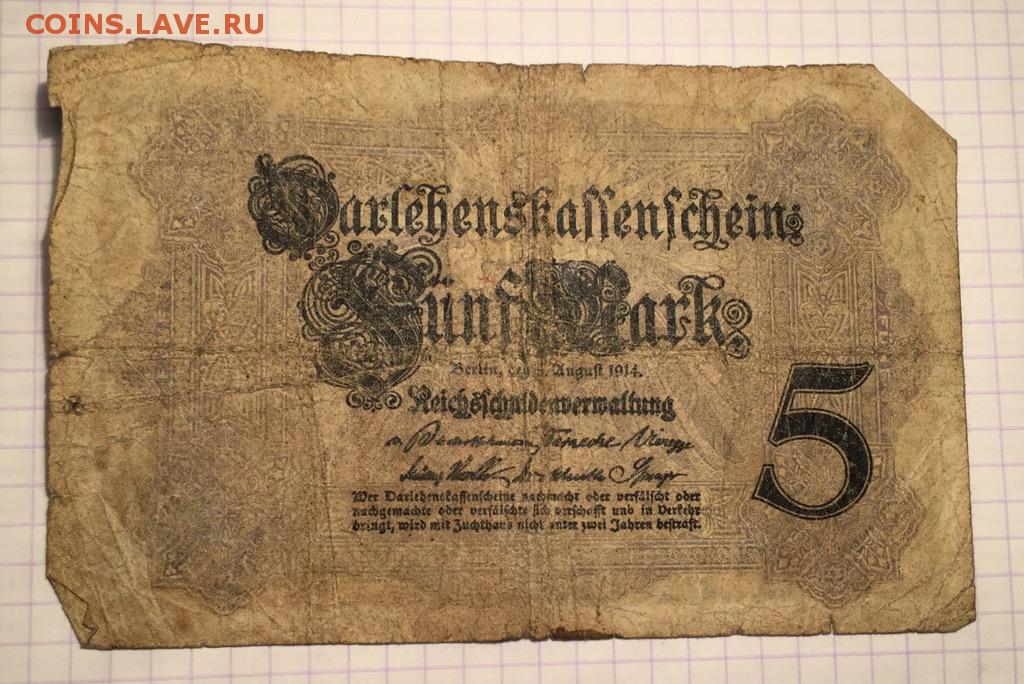 COINS.LAVE.RU
Darlehenskassenschein
Fünf Mark
Berlin, den 5. August 1914.
Reichsschuldenverwaltung
5
Wer Darlehenskassenscheine nachmacht oder verfälscht oder
nachgemachte oder verfälschte sich verschafft und in Verkehr
bringt, wird mit Zuchthaus nicht unter zwei Jahren bestraft.